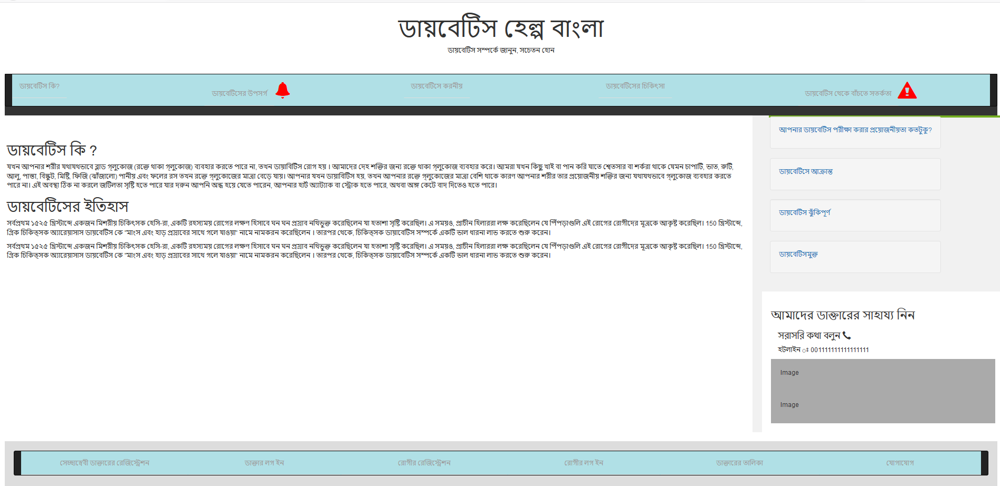 ডায়বেটিস হেল্প বাংলা
ডায়বেটিস সম্পর্কে জানুন, সচেতন হোন
ডায়বেটিস কি?
ডায়বেটিসের উপসর্গ
ডায়বেটিসে করনীয়
ডায়বেটিসের চিকিৎসা
ডায়বেটিস থেকে বাঁচতে সতর্কতা
ডায়বেটিস কি ?
যখন আপনার শরীর যথাযথভাবে ব্লাড গ্লুকোজ (রক্তে থাকা গ্লুকোজ) ব্যবহার করতে পারে না, তখন ডায়াবিটিস রোগ হয় । আমাদের দেহ শক্তির জন্য রক্তে থাকা গ্লুকোজ ব্যবহার করে। আমরা যখন কিছু খাই বা পান করি যাতে শ্বেতসার বা শর্করা থাকে যেমন চাপাটি, ভাত, রুটি,
আলু, পাস্তা, বিস্কুট, মিষ্টি, ফিজি (ঝাঁজালো) পানীয় এবং ফলের রস তখন রক্তে গ্লুকোজের মাত্রা বেড়ে যায়। আপনার যখন ডায়াবিটিস হয়, তখন আপনার রক্তে গ্লুকোজের মাত্রা বেশি থাকে কারণ আপনার শরীর তার প্রয়োজনীয় শক্তির জন্য যথাযথভাবে গ্লুকোজ ব্যবহার করতে
পারে না। এই অবস্থা ঠিক না করলে জটিলতা সৃষ্টি হতে পারে যার দরুন আপনি অন্ধ হয়ে যেতে পারেন, আপনার হার্ট অ্যাট্যাক বা স্ট্রোক হতে পারে, অথবা অঙ্গ কেটে বাদ দিতেও হতে পারে।
ডায়বেটিসের ইতিহাস
সর্বপ্রথম ১৫২৫ খ্রিস্টাব্দে একজন মিশরীয় চিকিৎসক হেসি-রা, একটি রহস্যময় রোগের লক্ষণ হিসাবে ঘন ঘন প্রস্রাব নথিভুক্ত করেছিলেন যা হতাশা সৃষ্টি করেছিল। এ সময়ও, প্রাচীন হিলাররা লক্ষ করেছিলেন যে পিঁপড়াগুলি এই রোগের রোগীদের মূত্রকে আকৃষ্ট করেছিল। 150 খ্রিস্টাব্দে,
গ্রিক চিকিত্সক অ্যারেয়াসাস ডায়বেটিস কে "মাংস এবং হাড় প্রস্রাবের সাথে গলে যাওয়া" নামে নামকরন করেছিলেন । তারপর থেকে, চিকিত্সক ডায়াবেটিস সম্পর্কে একটি ভাল ধারনা লাভ করতে শুরু করেন।
সর্বপ্রথম ১৫২৫ খ্রিস্টাব্দে একজন মিশরীয় চিকিৎসক হেসি-রা, একটি রহস্যময় রোগের লক্ষণ হিসাবে ঘন ঘন প্রস্রাব নথিভুক্ত করেছিলেন যা হতাশা সৃষ্টি করেছিল। এ সময়ও, প্রাচীন হিলাররা লক্ষ করেছিলেন যে পিঁপড়াগুলি এই রোগের রোগীদের মূত্রকে আকৃষ্ট করেছিল। 150 খ্রিস্টাব্দে,
গ্রিক চিকিত্সক অ্যারেয়াসাস ডায়বেটিস কে "মাংস এবং হাড় প্রস্রাবের সাথে গলে যাওয়া" নামে নামকরন করেছিলেন । তারপর থেকে, চিকিত্সক ডায়াবেটিস সম্পর্কে একটি ভাল ধারনা লাভ করতে শুরু করেন।
আপনার ডায়বেটিস পরীক্ষা করার প্রয়োজনীয়তা কতটুকু?
ডায়বেটিসে আক্রান্ত
ডায়বেটিস ঝুঁকিপূর্ণ
ডায়বেটিসমুক্ত
আমাদের ডাক্তারের সাহায্য নিন
সরাসরি কথা বলুন
হটলাইন ঃ 001111111111111111
Image
Image
সেচ্ছাস্বেবী ডাক্তারের রেজিস্ট্রেশন
ডাক্তার লগ ইন
রোগীর রেজিস্ট্রেশন
রোগীর লগ ইন
ডাক্তারের তালিকা
যোগাযোগ